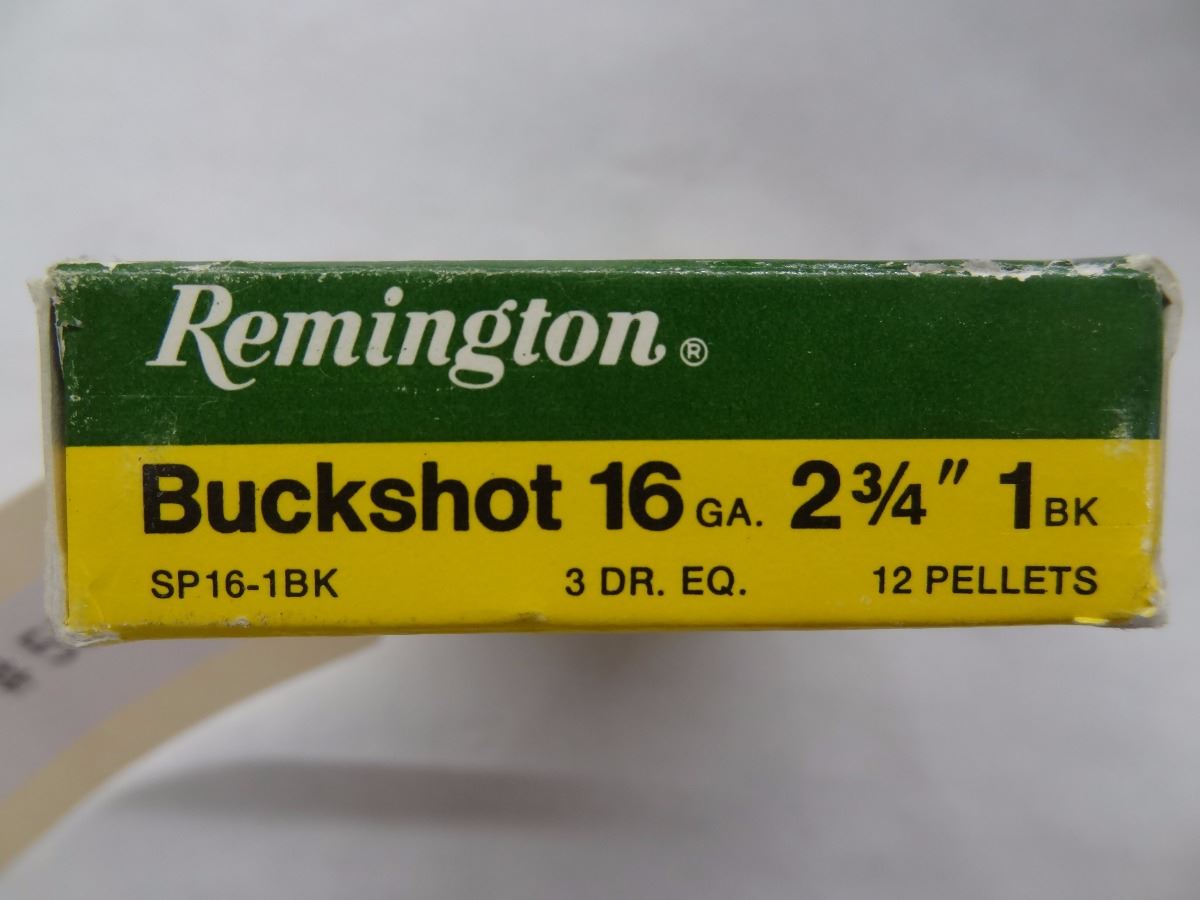 Remington®
Buckshot 16 GA. 2¾″ 1 BK
SP16-1BK 3 DR. EQ. 12 PELLETS